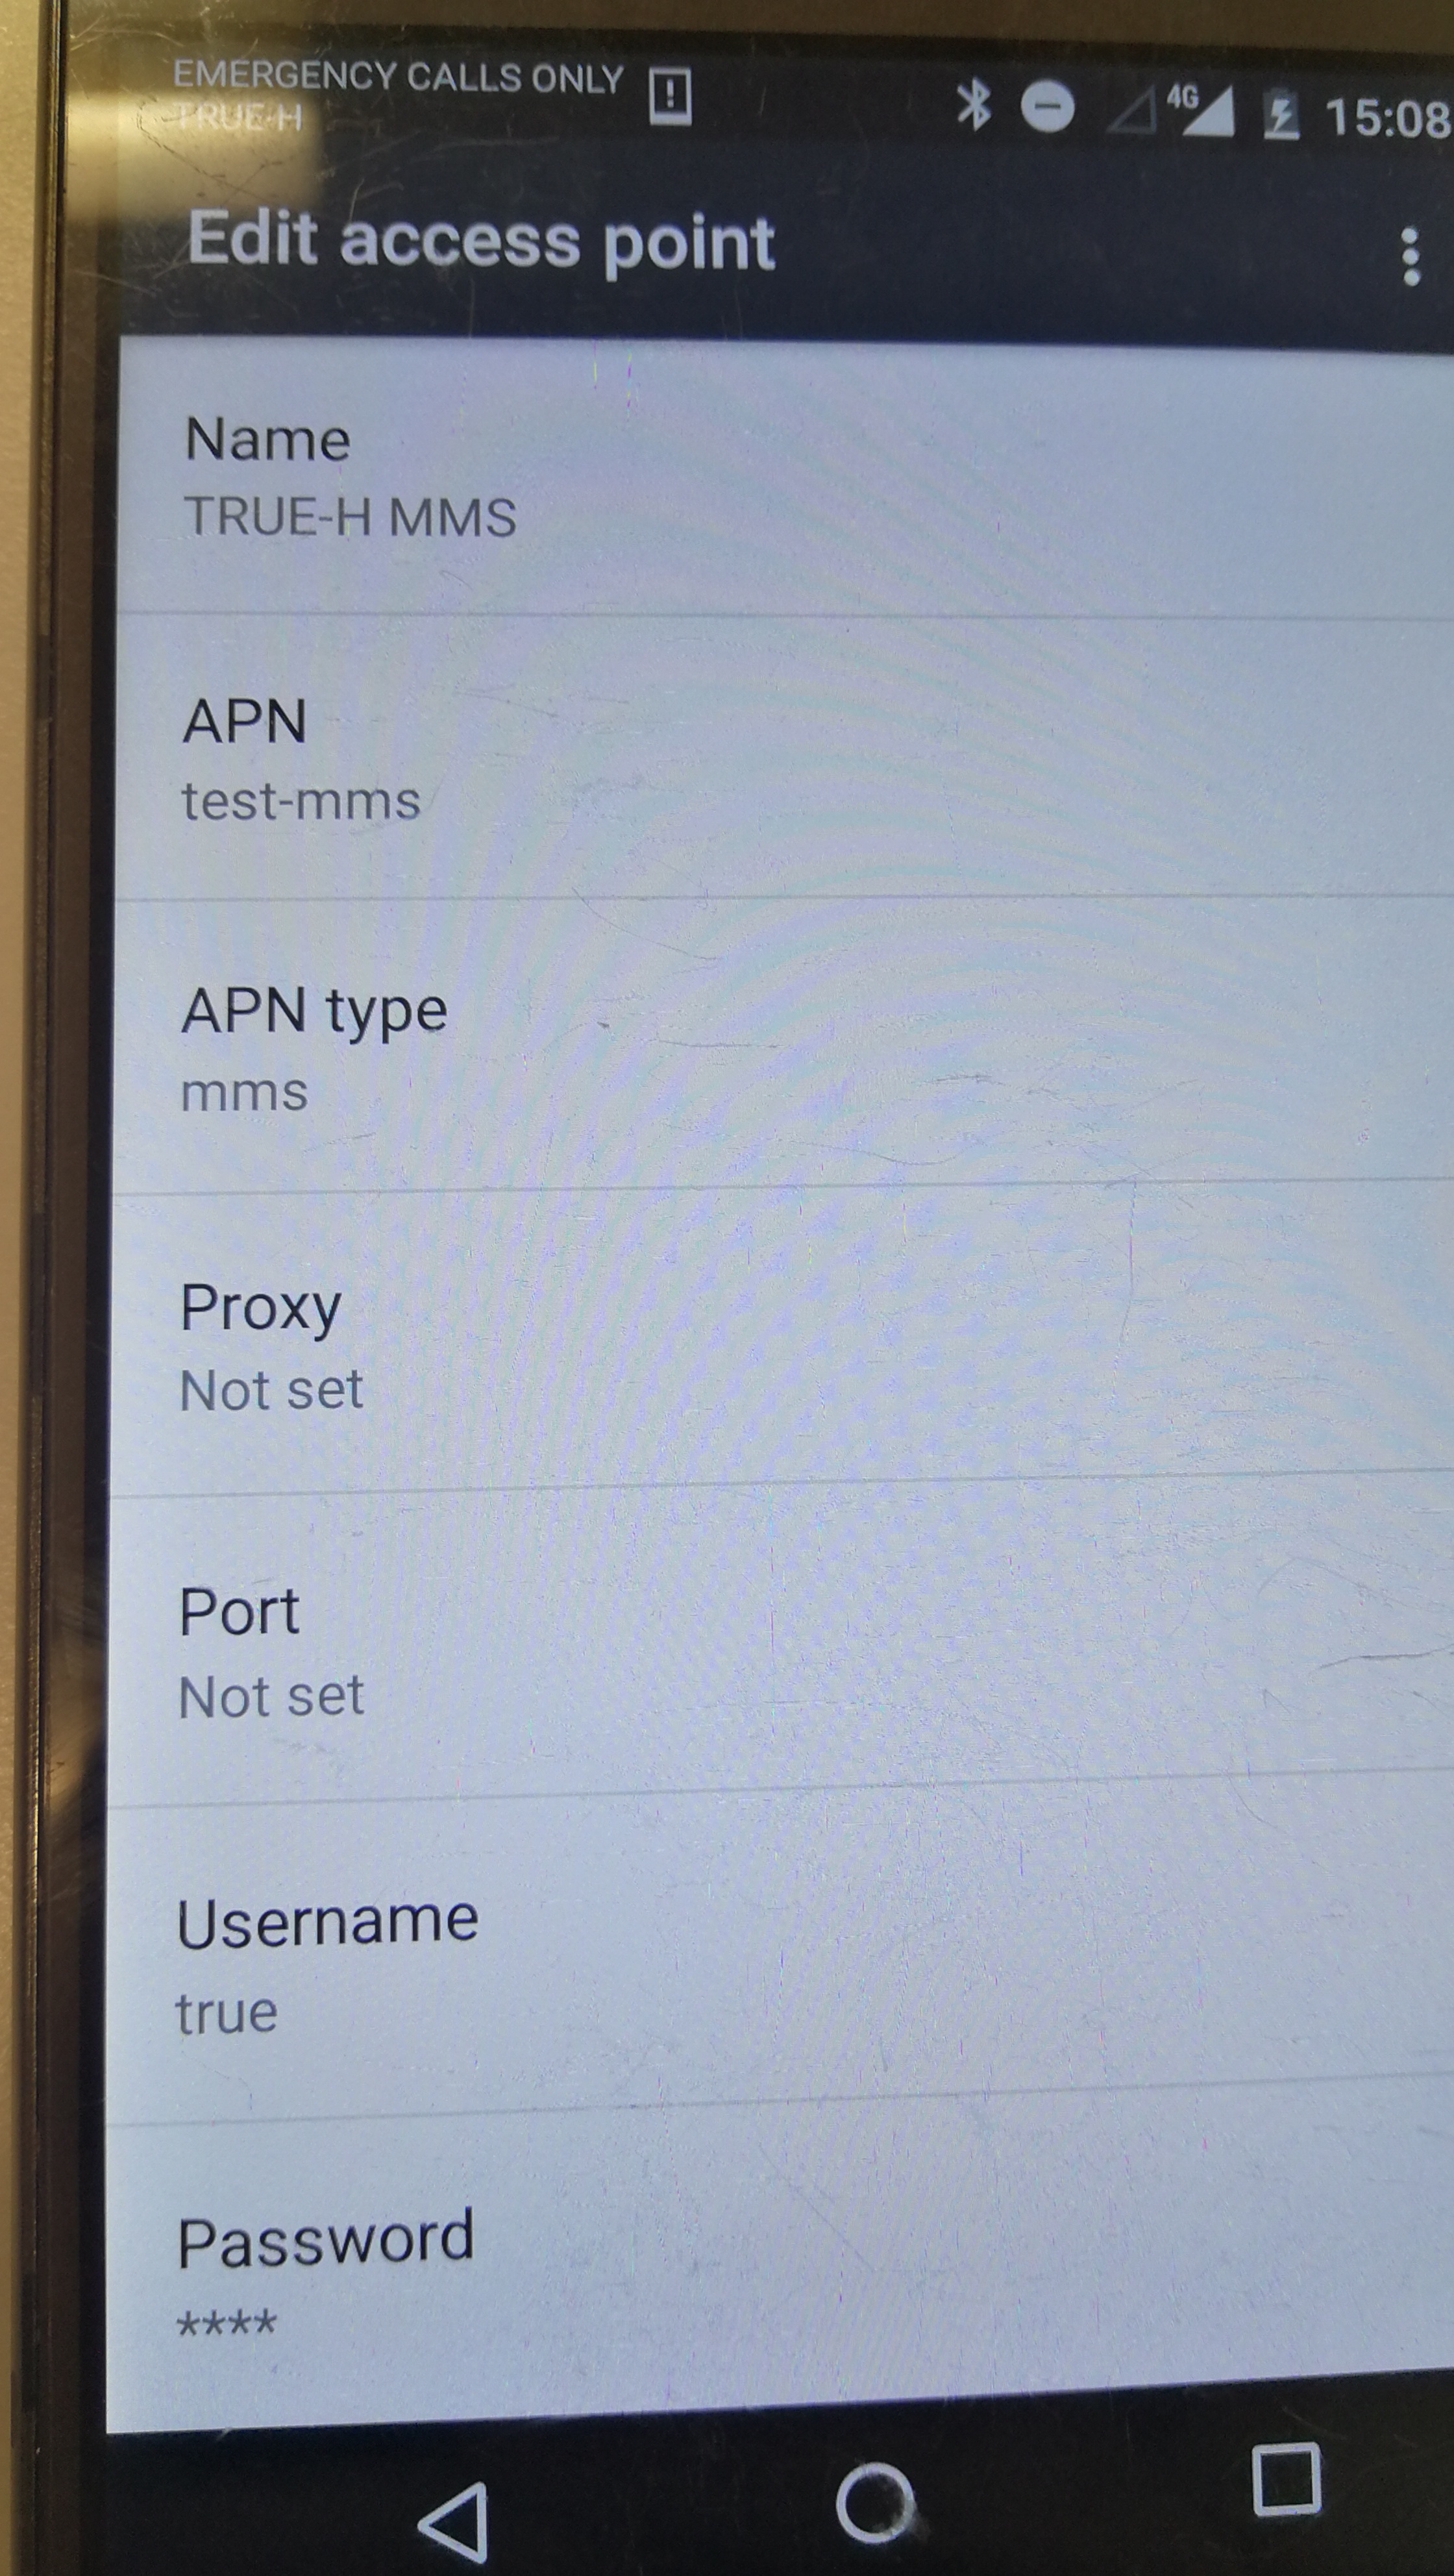 EMERGENCY CALLS ONLY
TRUE-H
4G 15:08
Edit access point
Name
TRUE-H MMS
APN
test-mms
APN type
mms
Proxy
Not set
Port
Not set
Username
true
Password
****